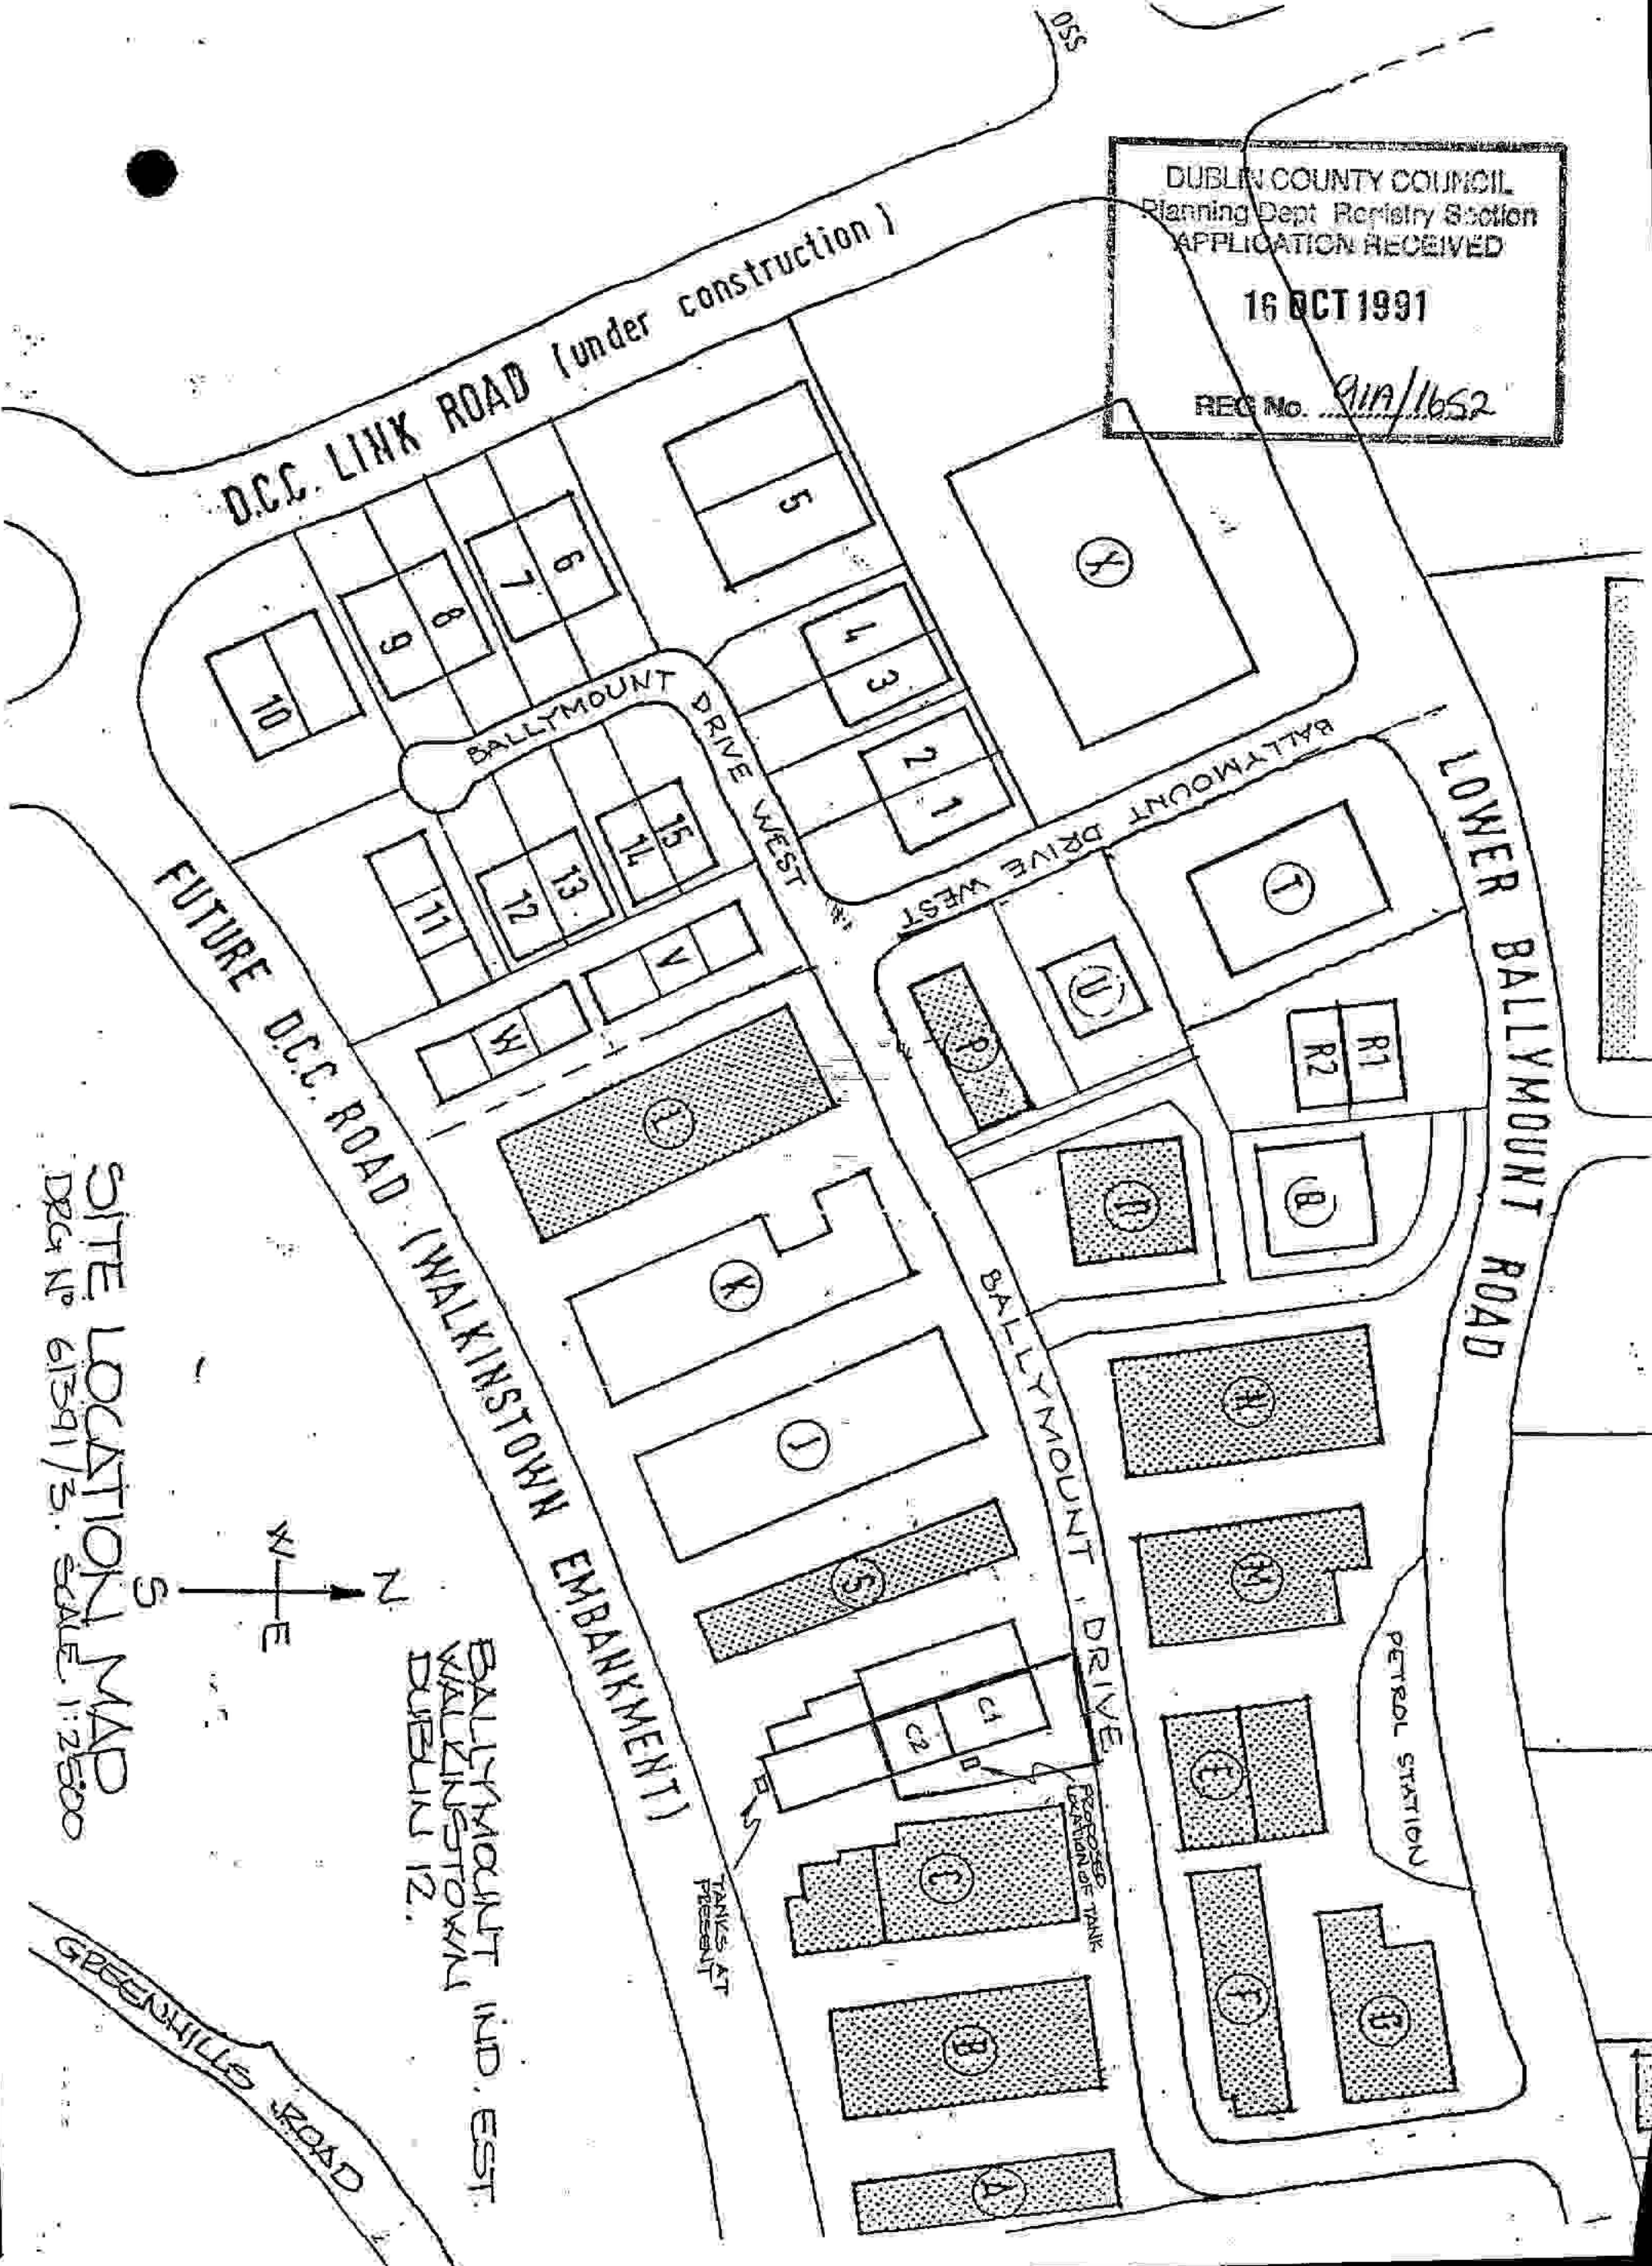 OSS
DUBLIN COUNTY COUNCIL
Planning Dept Registry Section
APPLICATION RECEIVED
16 OCT 1991
REG No. 91A/1652
D.C.C. LINK ROAD (under construction)
LOWER BALLYMOUNT ROAD
BALLYMOUNT DRIVE WEST
BALLYMOUNT DRIVE WEST
BALLYMOUNT DRIVE
FUTURE D.C.C. ROAD (WALKINSTOWN EMBANKMENT)
X
5
4
3
2
1
6
7
8
9
10
11
12
13
14
15
T
U
P
R1
R2
V
W
L
K
J
S
H
M
E
F
G
C1
C2
C
B
A
PETROL STATION
PROPOSED
LOCATION OF TANK
TANKS AT
PRESENT
N
W
E
S
BALLYMOUNT IND. EST.
WALKINSTOWN
DUBLIN 12.
SITE LOCATION MAP
DRG Nº 61391/3. SCALE 1:2500
GREENHILLS ROAD